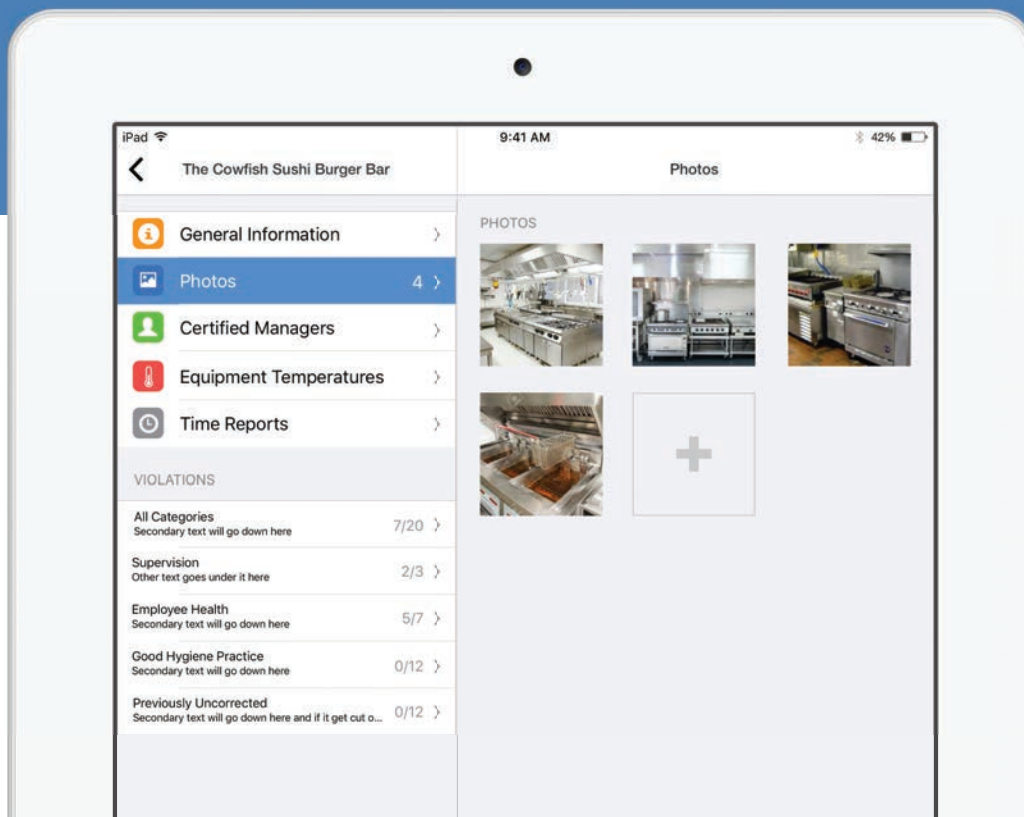 iPad
9:41 AM
42%
The Cowfish Sushi Burger Bar
Photos
General Information
Photos 4
Certified Managers
Equipment Temperatures
Time Reports
VIOLATIONS
All Categories
Secondary text will go down here
7/20
Supervision
Other text goes under it here
2/3
Employee Health
Secondary text will go down here
5/7
Good Hygiene Practice
Secondary text will go down here
0/12
Previously Uncorrected
Secondary text will go down here and if it get cut o...
0/12
PHOTOS